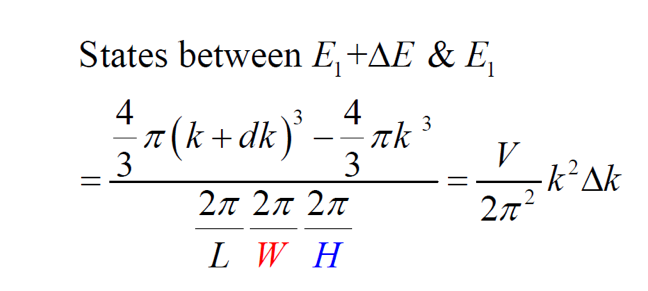 States between E₁+ΔE & E₁
= (4/3 π(k + dk)³ − 4/3 πk³) / (2π/L 2π/W 2π/H) = V/2π² k²Δk